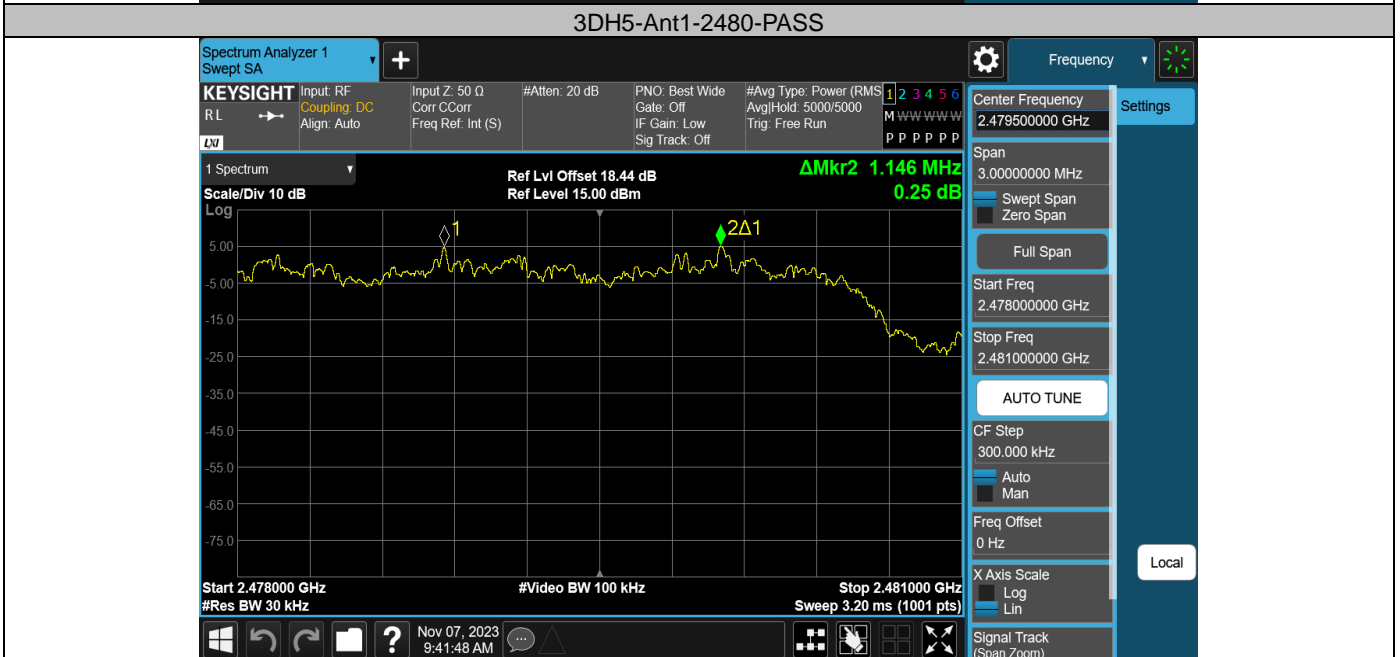 3DH5-Ant1-2480-PASS
Spectrum Analyzer 1
Swept SA
+
Frequency
KEYSIGHT
RL
LXI
Input: RF
Coupling: DC
Align: Auto
Input Z: 50 Ω
Corr CCorr
Freq Ref: Int (S)
#Atten: 20 dB
PNO: Best Wide
Gate: Off
IF Gain: Low
Sig Track: Off
#Avg Type: Power (RMS
Avg|Hold: 5000/5000
Trig: Free Run
1 2 3 4 5 6
M W W W W W
P P P P P P
1 Spectrum
Scale/Div 10 dB
Log
Ref Lvl Offset 18.44 dB
Ref Level 15.00 dBm
ΔMkr2 1.146 MHz
0.25 dB
1
2Δ1
5.00
-5.00
-15.0
-25.0
-35.0
-45.0
-55.0
-65.0
-75.0
Start 2.478000 GHz
#Res BW 30 kHz
#Video BW 100 kHz
Stop 2.481000 GHz
Sweep 3.20 ms (1001 pts)
Center Frequency
2.479500000 GHz
Settings
Span
3.00000000 MHz
Swept Span
Zero Span
Full Span
Start Freq
2.478000000 GHz
Stop Freq
2.481000000 GHz
AUTO TUNE
CF Step
300.000 kHz
Auto
Man
Freq Offset
0 Hz
X Axis Scale
Log
Lin
Local
Signal Track
(Span Zoom)
?
Nov 07, 2023
9:41:48 AM